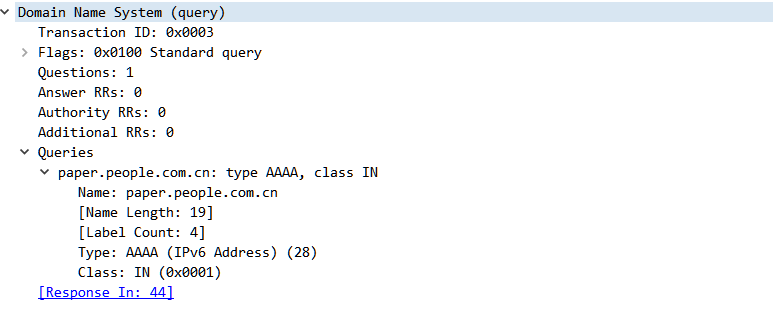 Domain Name System (query)
Transaction ID: 0x0003
Flags: 0x0100 Standard query
Questions: 1
Answer RRs: 0
Authority RRs: 0
Additional RRs: 0
Queries
paper.people.com.cn: type AAAA, class IN
Name: paper.people.com.cn
[Name Length: 19]
[Label Count: 4]
Type: AAAA (IPv6 Address) (28)
Class: IN (0x0001)
[Response In: 44]